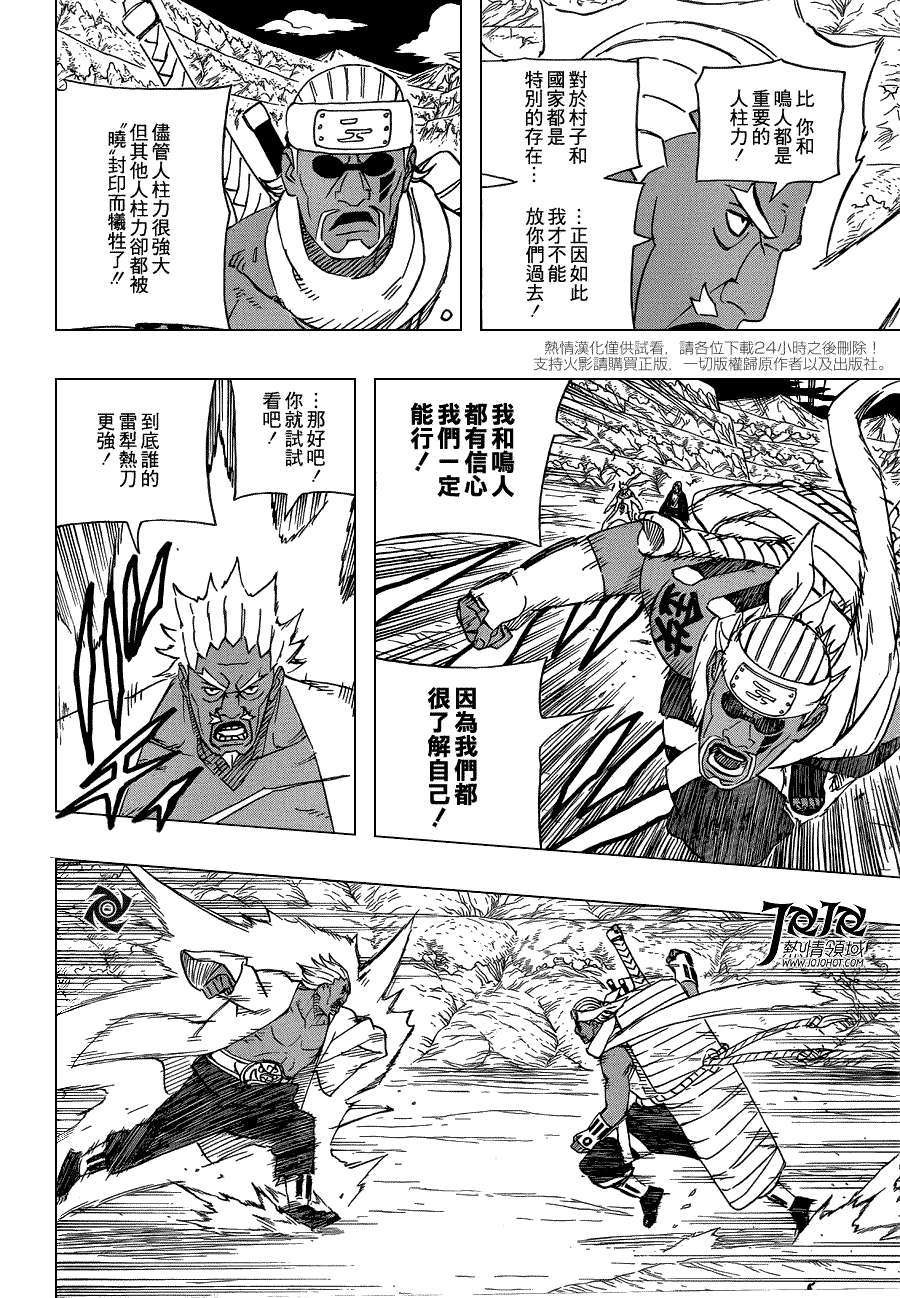 比 你和
鳴人都是
重要的
人柱力！
對於村子和
國家都是
特別的存在…
…正因如此
我才不能
放你們過去！
儘管人柱力很強大
但其他人柱力卻都被
〝曉〞封印而犧牲了!!
熱情漢化僅供試看，請各位下載24小時之後刪除！
支持火影請購買正版，一切版權歸原作者以及出版社。
我和鳴人
都有信心
我們一定
能行！
鉄
因為我們都
很了解自己！
…那好吧！
你就試試
看吧！
到底誰的
雷犁熱刀
更強！
JOJO
熱情領域
WWW.JOJOHOT.COM